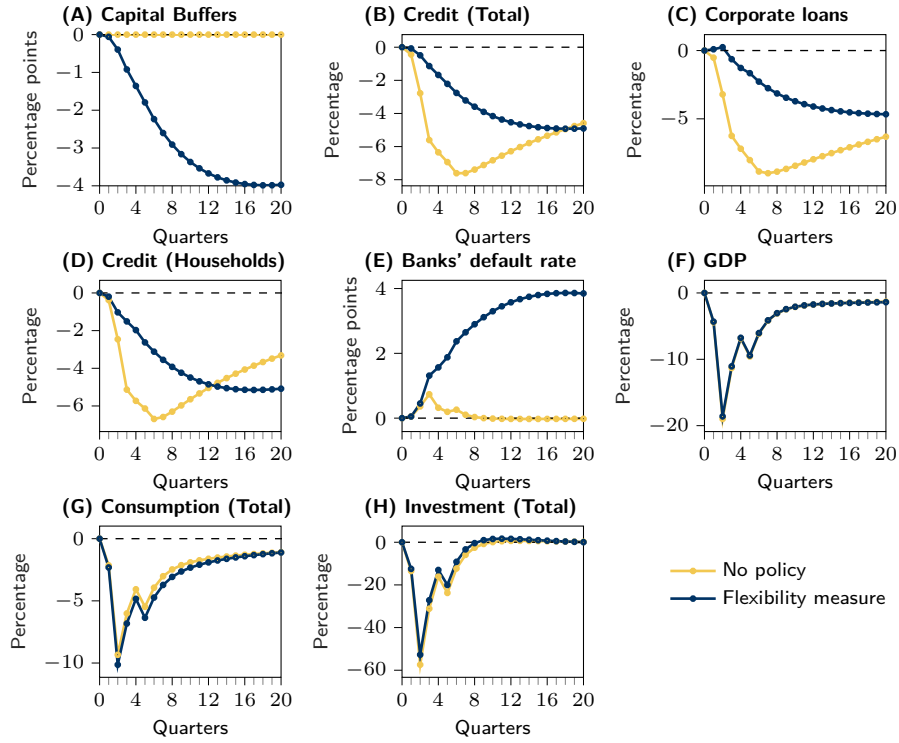 (A) Capital Buffers
Percentage points
0
−1
−2
−3
−4
0 4 8 12 16 20
Quarters
(B) Credit (Total)
Percentage
0
−2
−4
−6
−8
0 4 8 12 16 20
Quarters
(C) Corporate loans
Percentage
0
−5
0 4 8 12 16 20
Quarters
(D) Credit (Households)
Percentage
0
−2
−4
−6
0 4 8 12 16 20
Quarters
(E) Banks' default rate
Percentage points
4
2
0
0 4 8 12 16 20
Quarters
(F) GDP
Percentage
0
−10
−20
0 4 8 12 16 20
Quarters
(G) Consumption (Total)
Percentage
0
−5
−10
0 4 8 12 16 20
Quarters
(H) Investment (Total)
Percentage
0
−20
−40
−60
0 4 8 12 16 20
Quarters
No policy
Flexibility measure